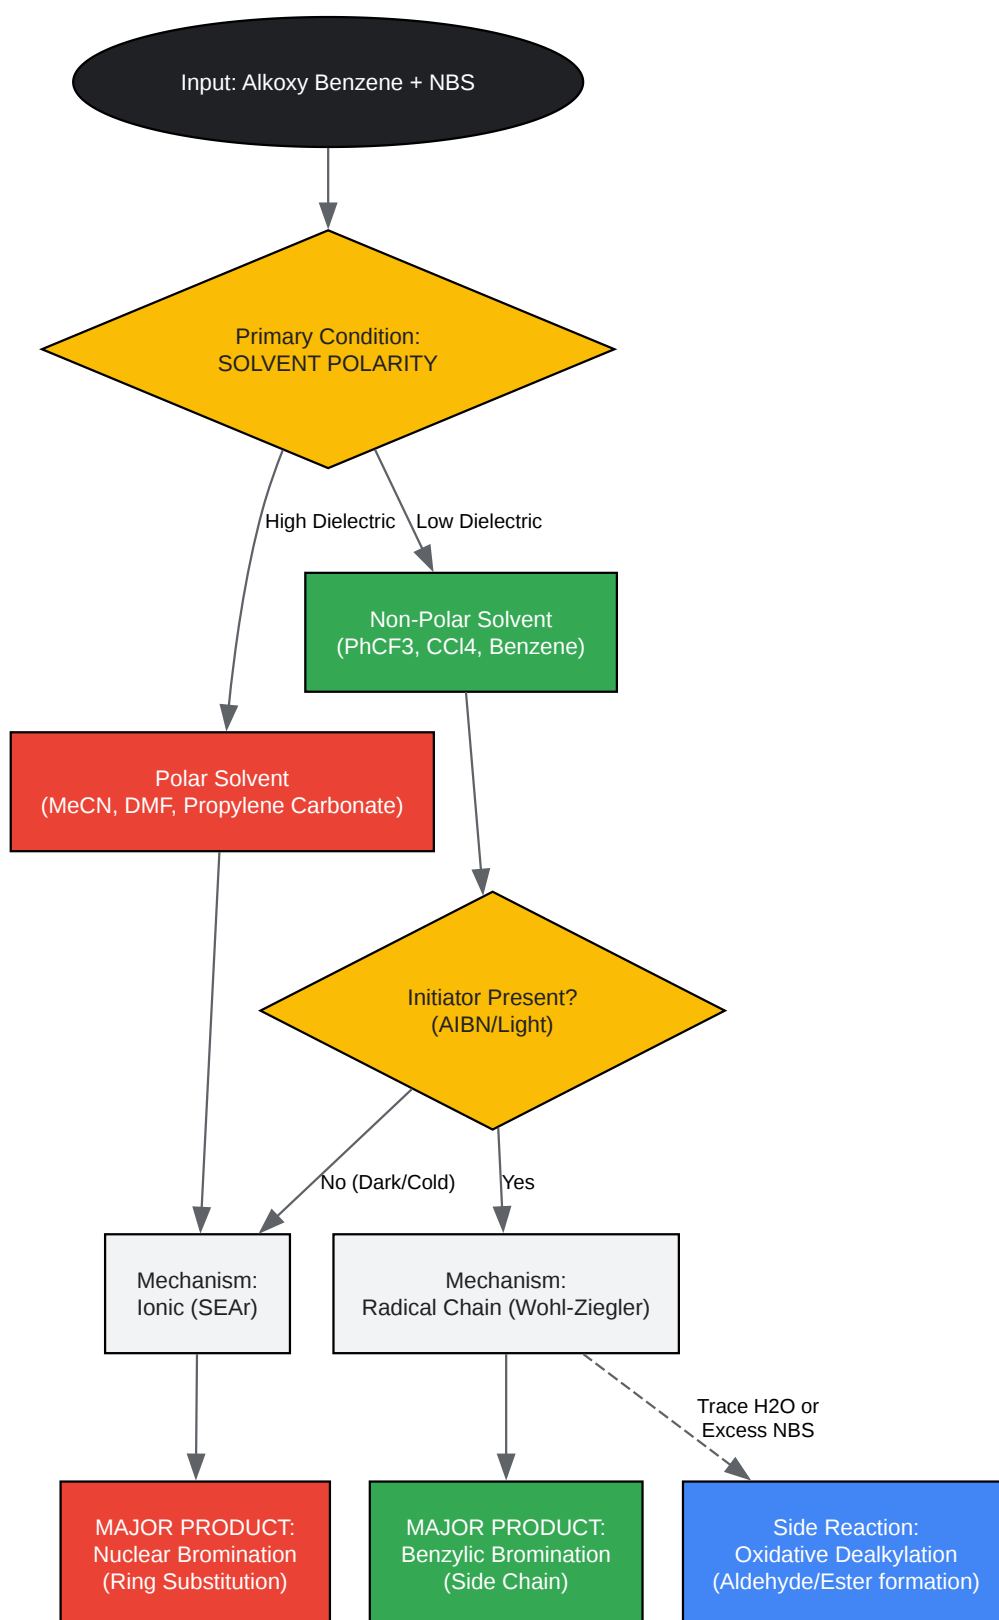 Input: Alkoxy Benzene + NBS
Primary Condition:
SOLVENT POLARITY
High Dielectric
Low Dielectric
Non-Polar Solvent
(PhCF3, CCl4, Benzene)
Polar Solvent
(MeCN, DMF, Propylene Carbonate)
Initiator Present?
(AIBN/Light)
No (Dark/Cold)
Yes
Mechanism:
Ionic (SEAr)
Mechanism:
Radical Chain (Wohl-Ziegler)
Trace H2O or
Excess NBS
MAJOR PRODUCT:
Nuclear Bromination
(Ring Substitution)
MAJOR PRODUCT:
Benzylic Bromination
(Side Chain)
Side Reaction:
Oxidative Dealkylation
(Aldehyde/Ester formation)